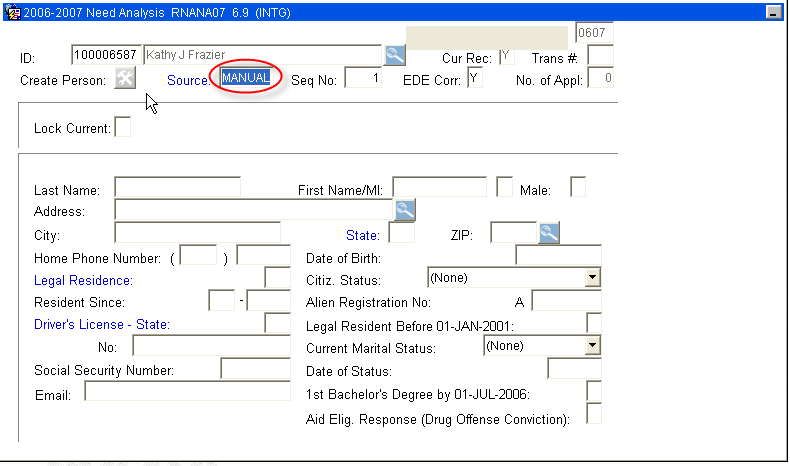 2006-2007 Need Analysis RNANA07 6.9 (INTG)
0607
ID: 100006587 Kathy J Frazier Cur Rec: Y Trans #:
Create Person: Source: MANUAL Seq No: 1 EDE Corr: Y No. of Appl: 0
Lock Current:
Last Name: First Name/MI: Male:
Address:
City: State: ZIP:
Home Phone Number: ( ) Date of Birth:
Legal Residence: Citiz. Status: (None)
Resident Since: - Alien Registration No: A
Driver's License - State: Legal Resident Before 01-JAN-2001:
No: Current Marital Status: (None)
Social Security Number: Date of Status:
Email: 1st Bachelor's Degree by 01-JUL-2006:
Aid Elig. Response (Drug Offense Conviction):